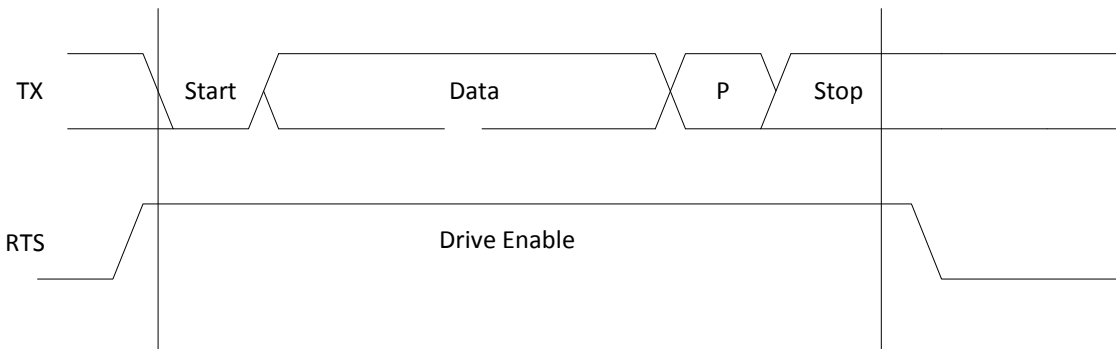 TX
Start
Data
P
Stop
RTS
Drive Enable